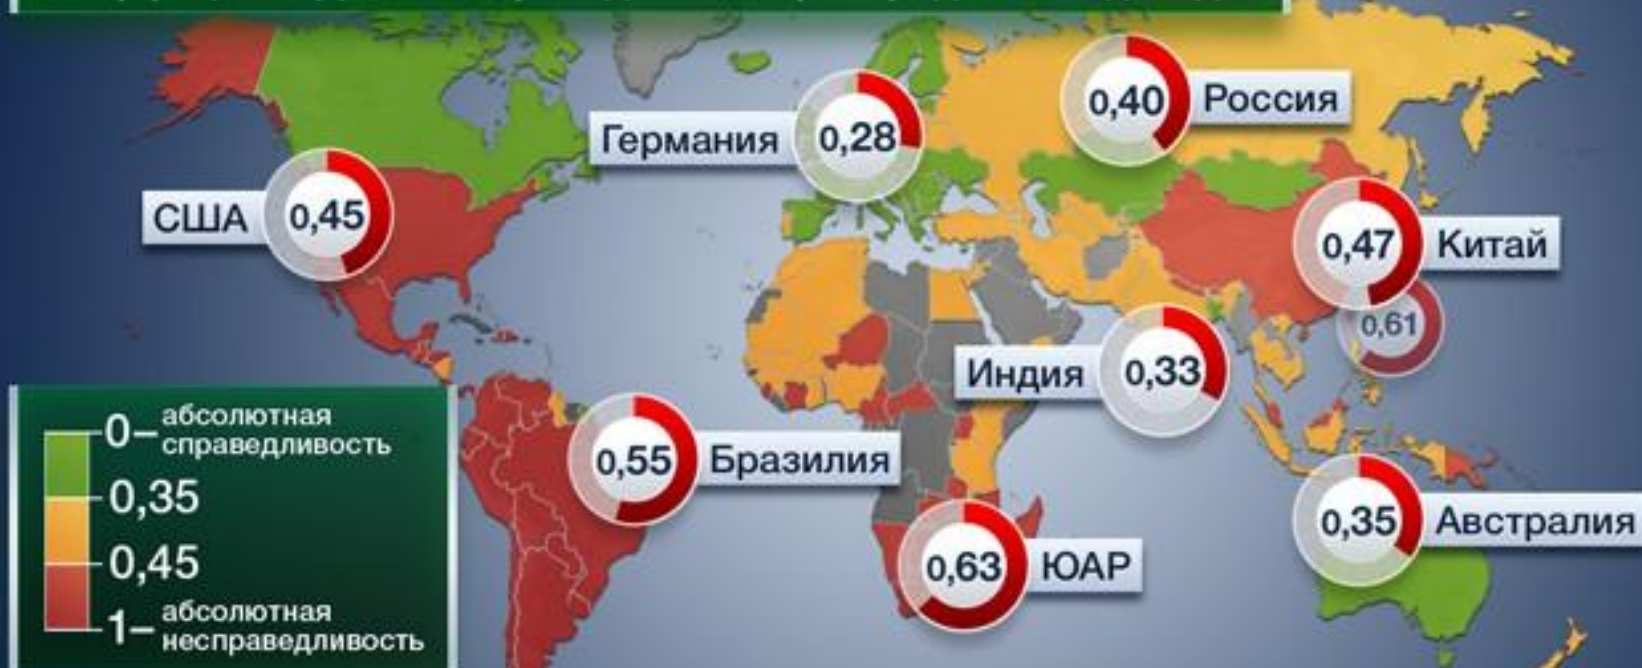 0,40 Россия
Германия 0,28
США 0,45
0,47 Китай
0,61
Индия 0,33
0,55 Бразилия
0,35 Австралия
0,63 ЮАР
0– абсолютная
справедливость
0,35
0,45
1– абсолютная
несправедливость